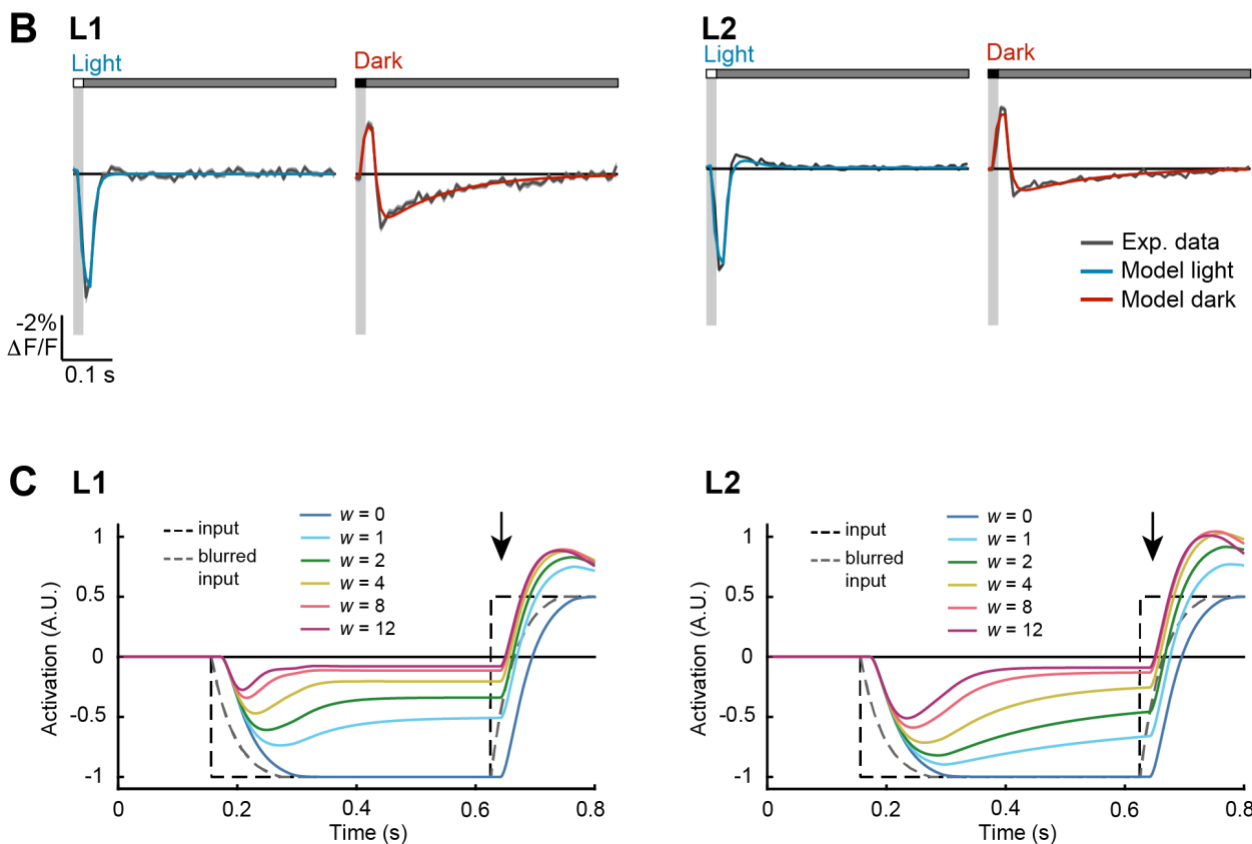 B L1 L2
Light Dark Light Dark
Exp. data
Model light
Model dark
-2%
ΔF/F
0.1 s
C L1
input
blurred
input
w = 0
w = 1
w = 2
w = 4
w = 8
w = 12
Activation (A.U.)
1
0.5
0
-0.5
-1
0 0.2 0.4 0.6 0.8
Time (s)
L2
input
blurred
input
w = 0
w = 1
w = 2
w = 4
w = 8
w = 12
Activation (A.U.)
1
0.5
0
-0.5
-1
0 0.2 0.4 0.6 0.8
Time (s)